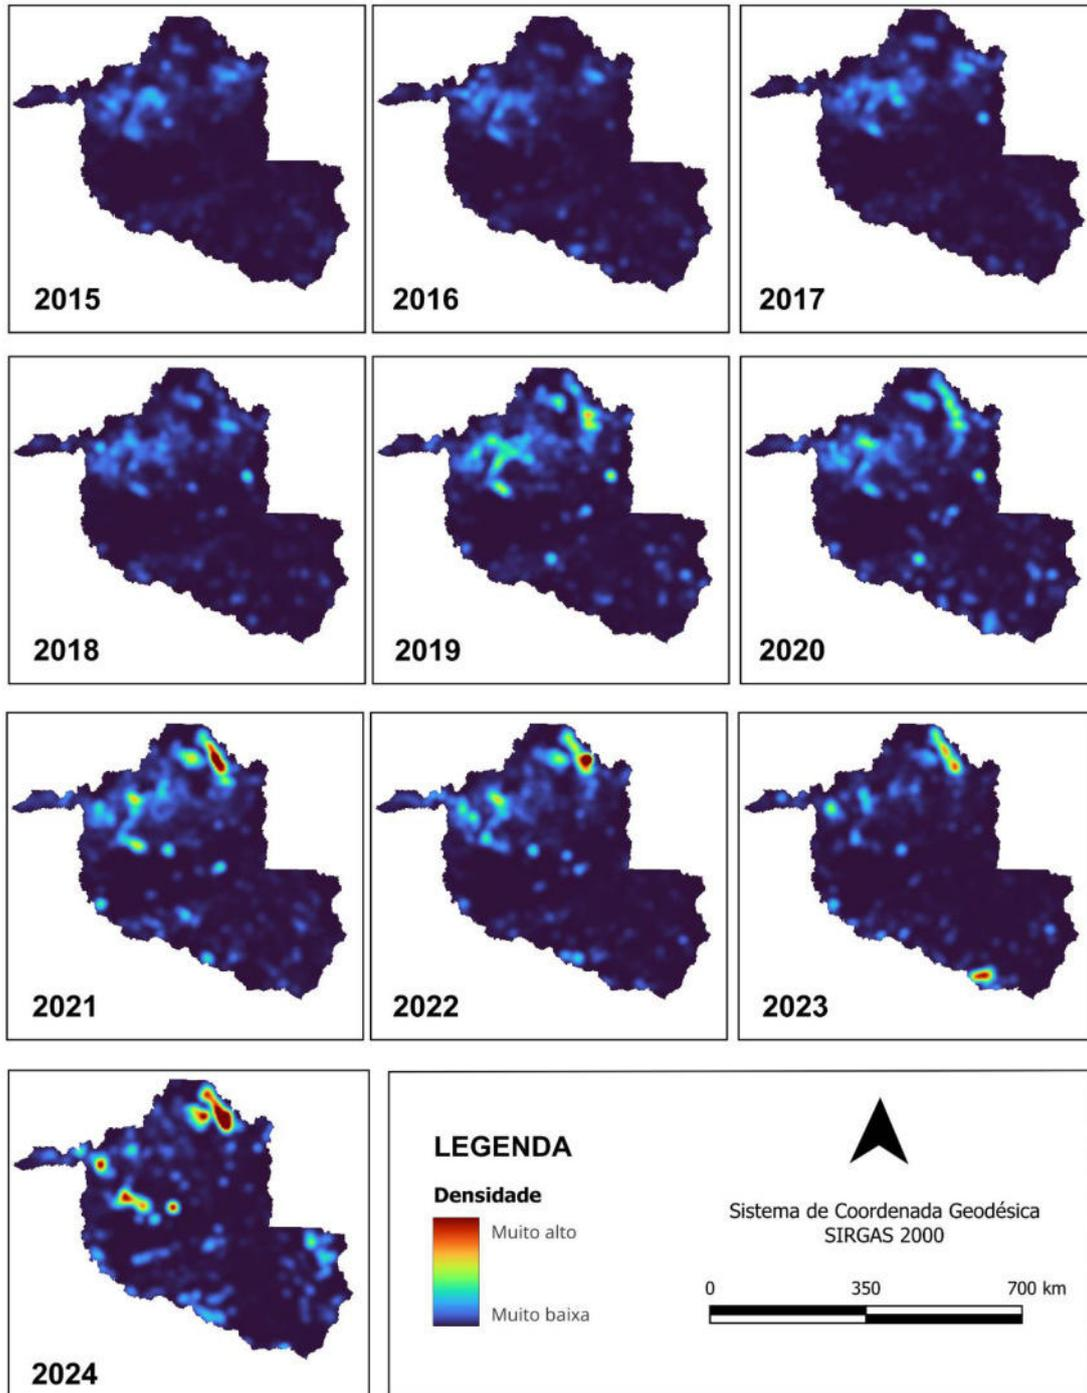 2015
2016
2017
2018
2019
2020
2021
2022
2023
2024
LEGENDA
Densidade
Muito alto
Muito baixa
Sistema de Coordenada Geodésica
SIRGAS 2000
0 350 700 km